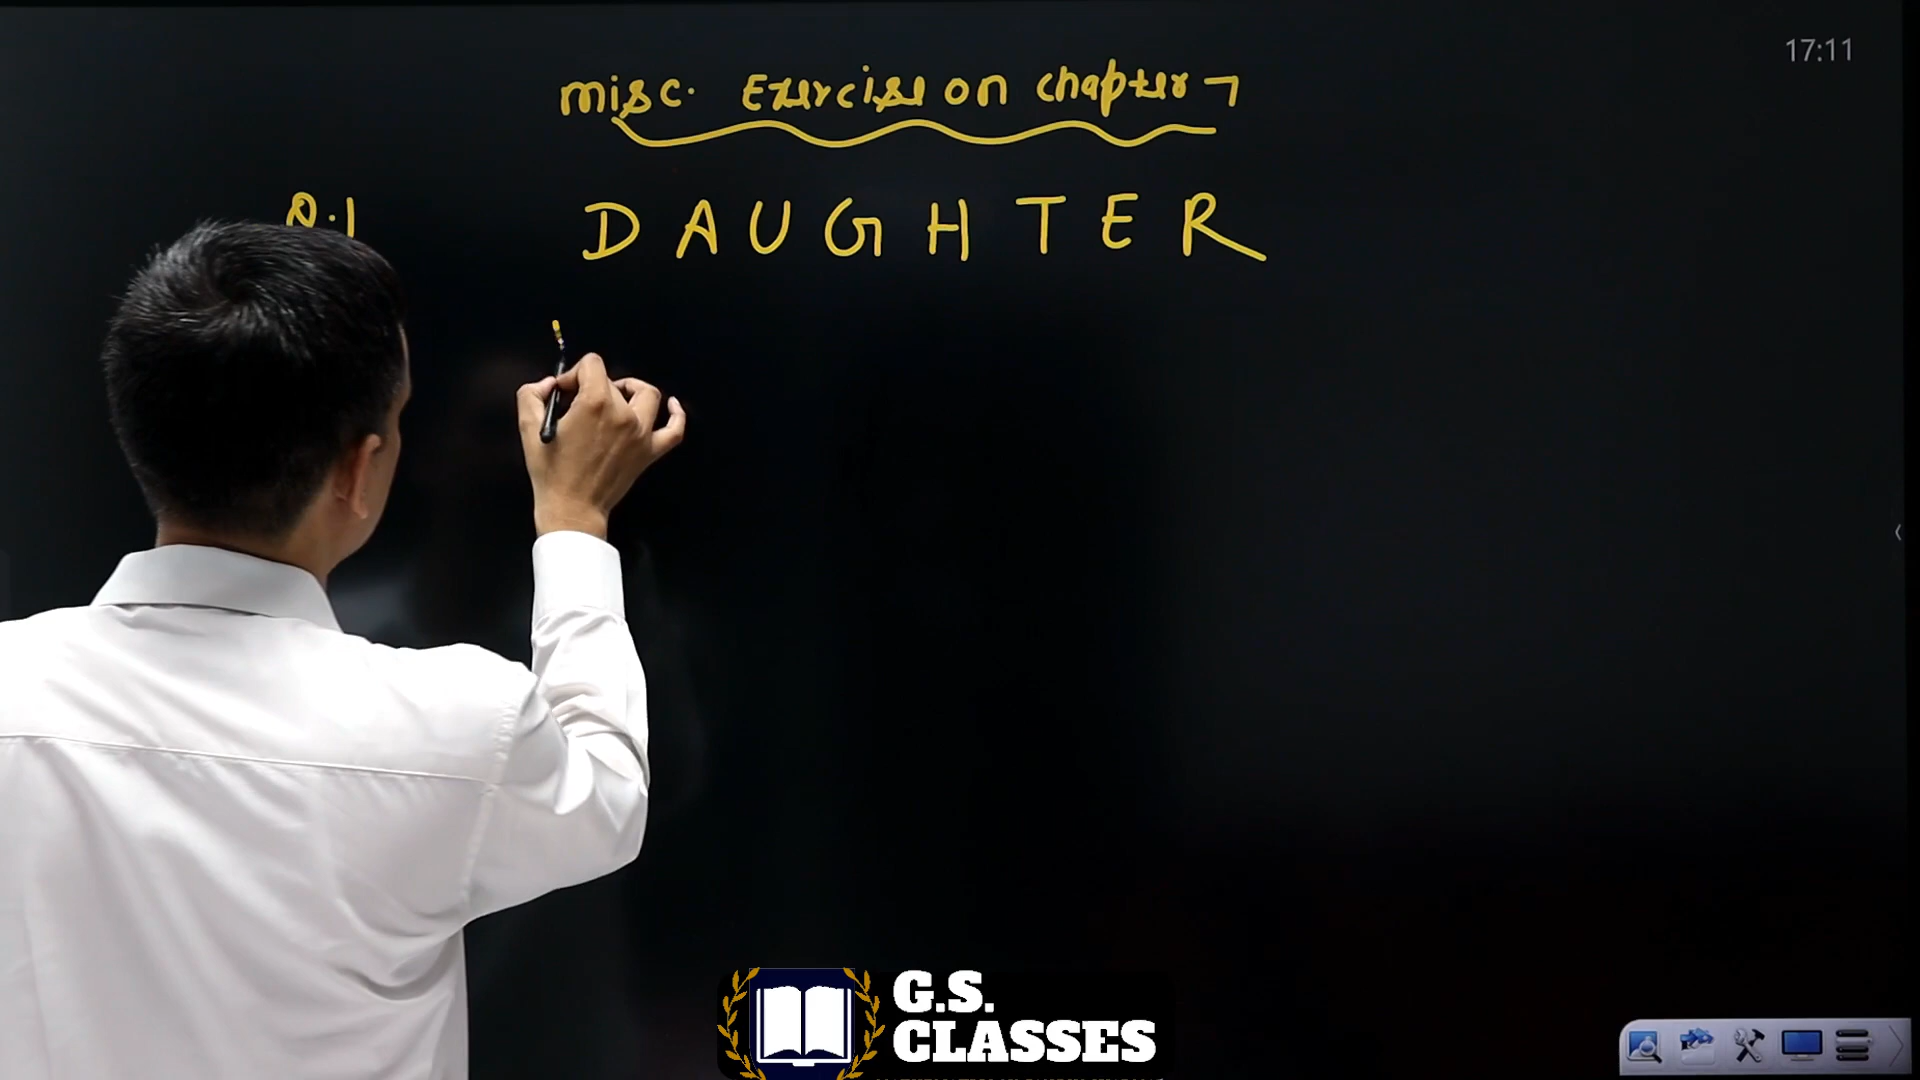 17:11
misc. Exercise on chapter 7
Q.1 DAUGHTER
G.S.
CLASSES